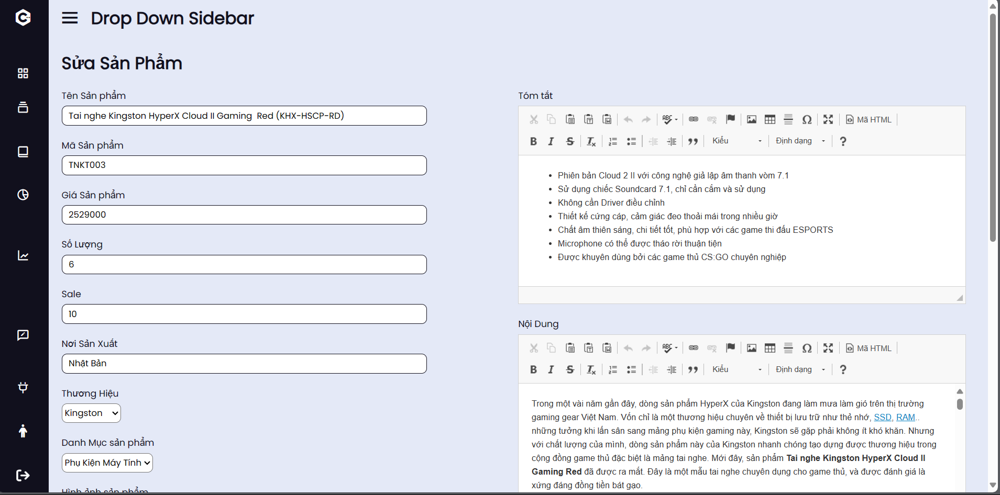 Drop Down Sidebar
Sửa Sản Phẩm
Tên Sản phẩm
Tai nghe Kingston HyperX Cloud II Gaming  Red (KHX-HSCP-RD)
Mã Sản phẩm
TNKT003
Giá Sản phẩm
2529000
Số Lượng
6
Sale
10
Nơi Sản Xuất
Nhật Bản
Thương Hiệu
Kingston
Danh Mục sản phẩm
Phụ Kiện Máy Tính
Hình ảnh sản phẩm
Tóm tắt
Mã HTML
Kiểu
Định dạng
Phiên bản Cloud 2 II với công nghệ giả lập âm thanh vòm 7.1
Sử dụng chiếc Soundcard 7.1, chỉ cần cắm và sử dụng
Không cần Driver điều chỉnh
Thiết kế cứng cáp, cảm giác đeo thoải mái trong nhiều giờ
Chất âm thiên sáng, chi tiết tốt, phù hợp với các game thi đấu ESPORTS
Microphone có thể được tháo rời thuận tiện
Được khuyên dùng bởi các game thủ CS:GO chuyên nghiệp
Nội Dung
Mã HTML
Kiểu
Định dạng
Trong một vài năm gần đây, dòng sản phẩm HyperX của Kingston đang làm mưa làm gió trên thị trường
gaming gear Việt Nam. Vốn chỉ là một thương hiệu chuyên về thiết bị lưu trữ như thẻ nhớ, SSD, RAM..
những tưởng khi lấn sân sang mảng phụ kiện gaming này, Kingston sẽ gặp phải không ít khó khăn. Nhưng
với chất lượng của mình, dòng sản phẩm này của Kingston nhanh chóng tạo dựng được thương hiệu trong
cộng đồng game thủ đặc biệt là mảng tai nghe. Mới đây, sản phẩm Tai nghe Kingston HyperX Cloud II
Gaming Red đã được ra mắt. Đây là một mẫu tai nghe chuyên dụng cho game thủ, và được đánh giá là
xứng đáng đồng tiền bát gạo.